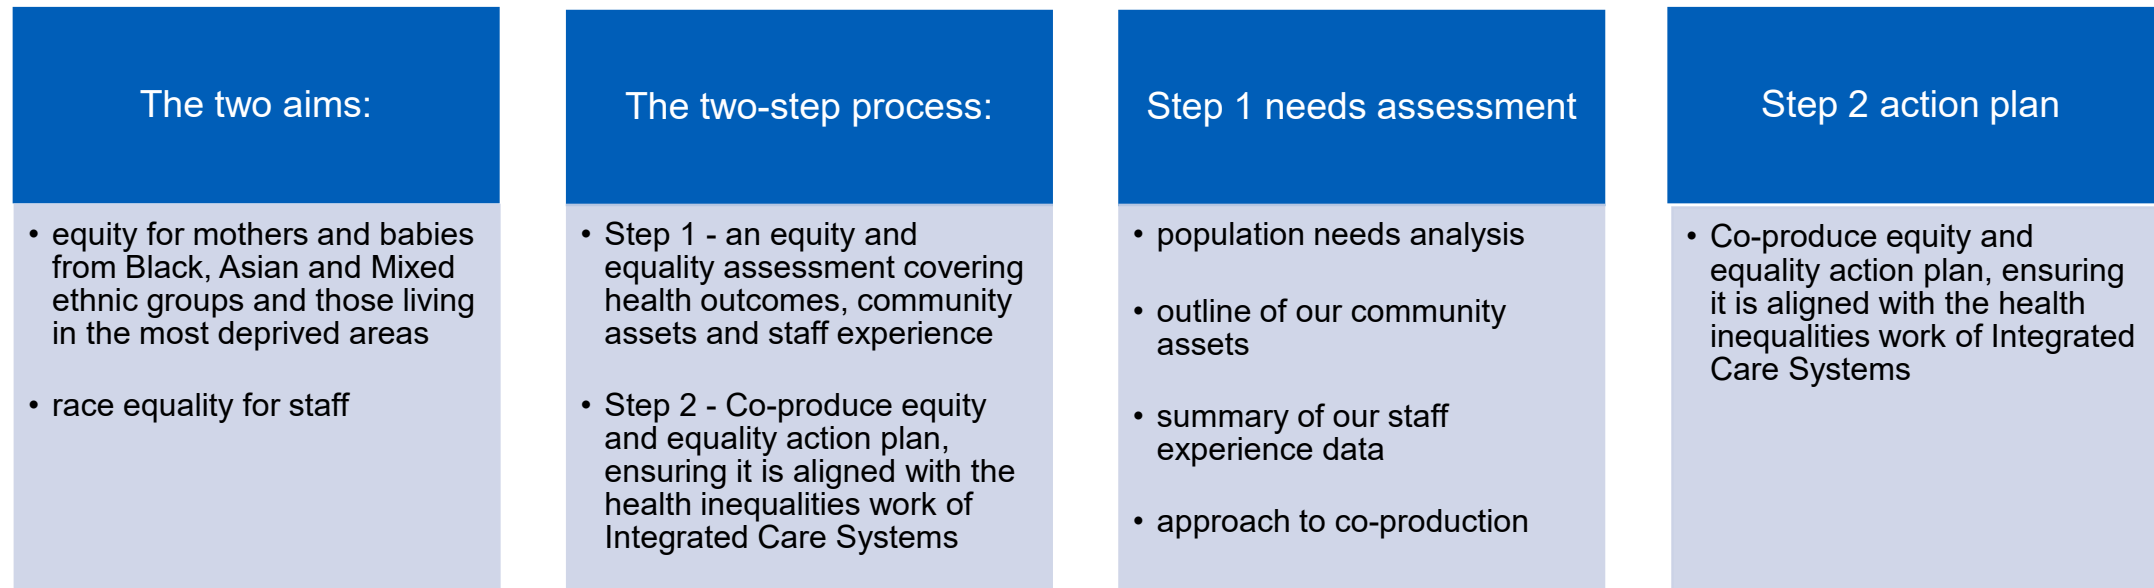 The two aims:
• equity for mothers and babies
from Black, Asian and Mixed
ethnic groups and those living
in the most deprived areas
• race equality for staff
The two-step process:
• Step 1 - an equity and
equality assessment covering
health outcomes, community
assets and staff experience
• Step 2 - Co-produce equity
and equality action plan,
ensuring it is aligned with the
health inequalities work of
Integrated Care Systems
Step 1 needs assessment
• population needs analysis
• outline of our community
assets
• summary of our staff
experience data
• approach to co-production
Step 2 action plan
• Co-produce equity and
equality action plan, ensuring
it is aligned with the health
inequalities work of Integrated
Care Systems